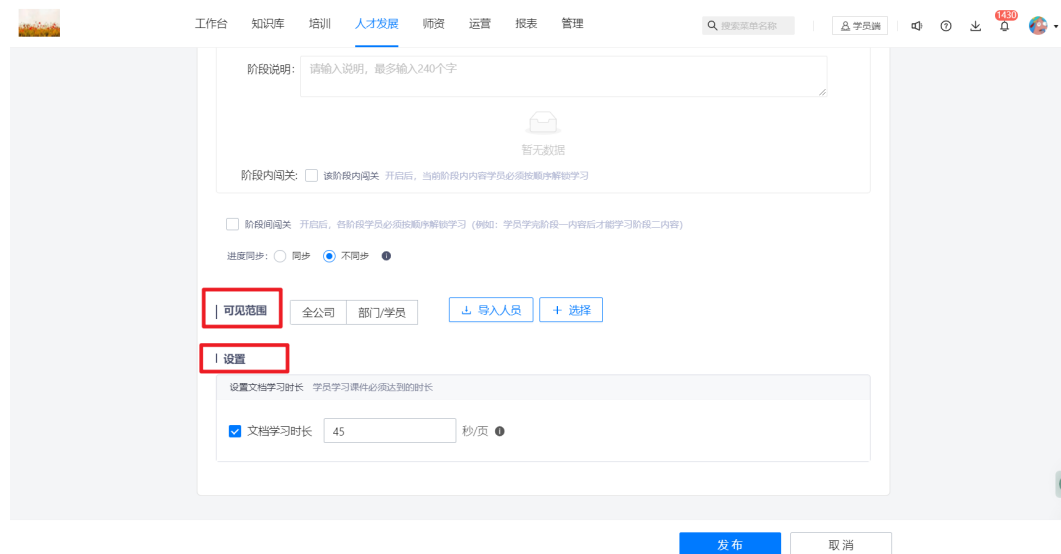 工作台 知识库 培训 人才发展 师资 运营 报表 管理 搜索菜单名称 学员端 1430
阶段说明: 请输入说明，最多输入240个字
暂无数据
阶段内闯关: 该阶段内闯关 开启后，当前阶段内内容学员必须按顺序解锁学习
阶段间闯关 开启后，各阶段学员必须按顺序解锁学习（例如：学员学完阶段一内容后才能学习阶段二内容）
进度同步: 同步 不同步
可见范围 全公司 部门/学员 导入人员 + 选择
设置
设置文档学习时长 学员学习课件必须达到的时长
文档学习时长 45 秒/页
发布 取消